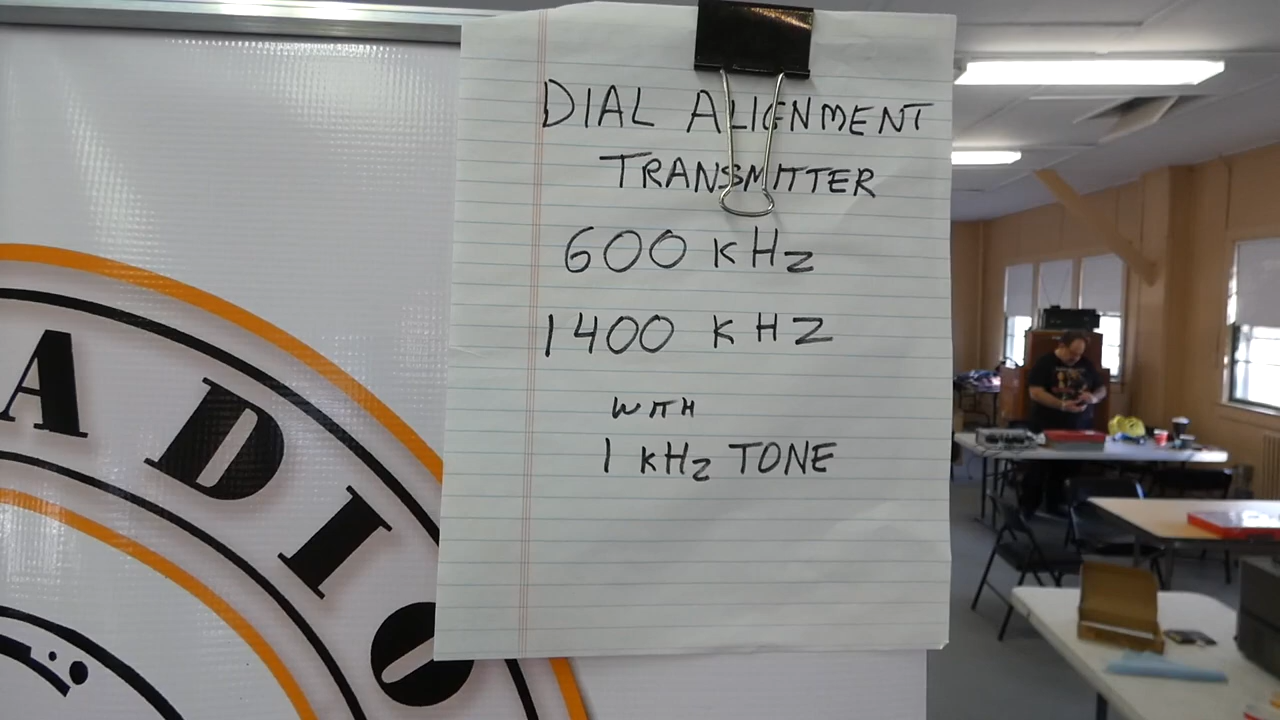 DIAL ALIGNMENT
TRANSMITTER
600 KHz
1400 KHZ
WITH
1 KHz TONE
ADIO